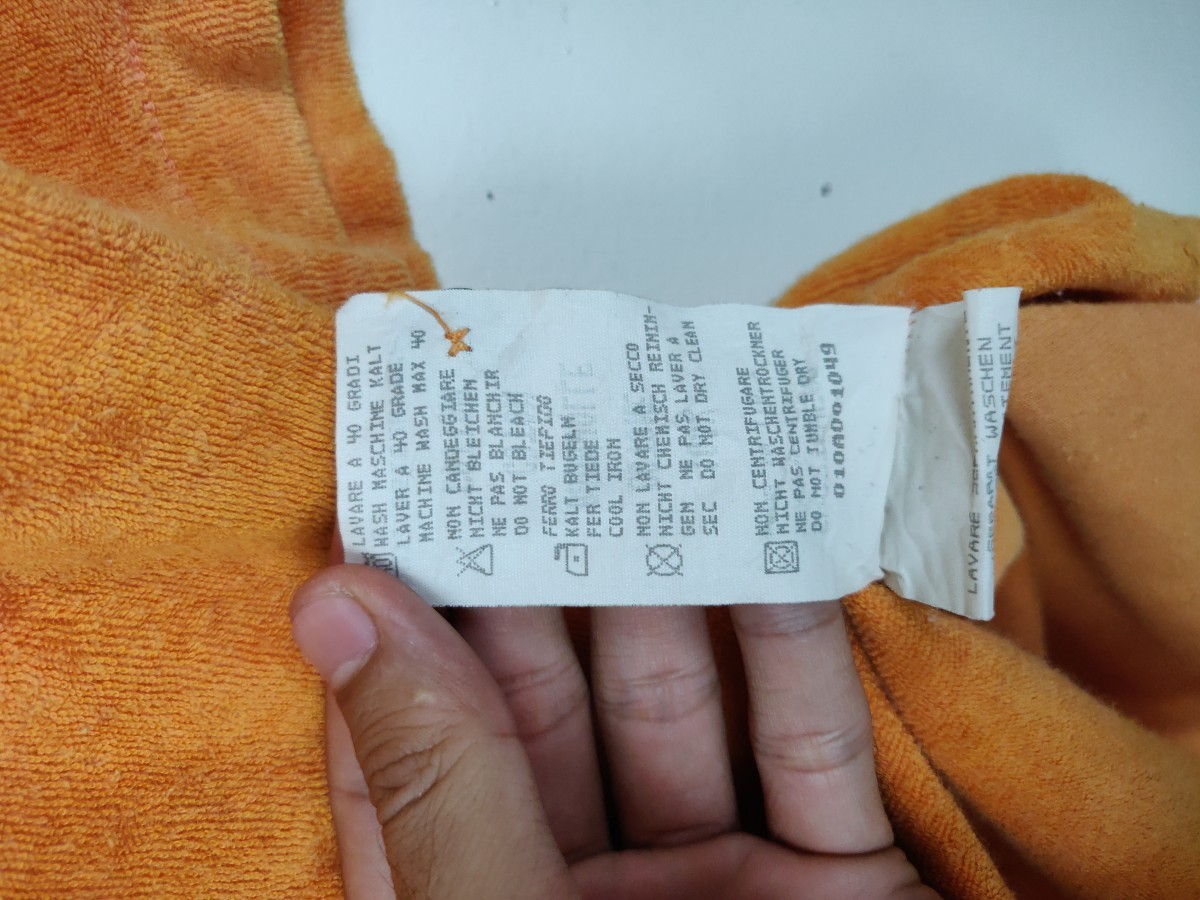 LAVARE A 40 GRADI
WASH MASCHINE KALT
LAVER A 40 GRADE
MACHINE WASH MAX 40
NON CANDEGGIARE
NICHT BLEICHEN
NE PAS BLANCHIR
DO NOT BLEACH
FERRO TIEPIDO
KALT BUGELN
FER TIEDE
COOL IRON
NON LAVARE A SECCO
NICHT CHEMISCH REININ-
GEN NE PAS LAVER A
SEC DO NOT DRY CLEAN
NON CENTRIFUGARE
NICHT WASCHENTROCKNER
NE PAS CENTRIFUGER
DO NOT TUMBLE DRY
LAVARE
WASCHEN